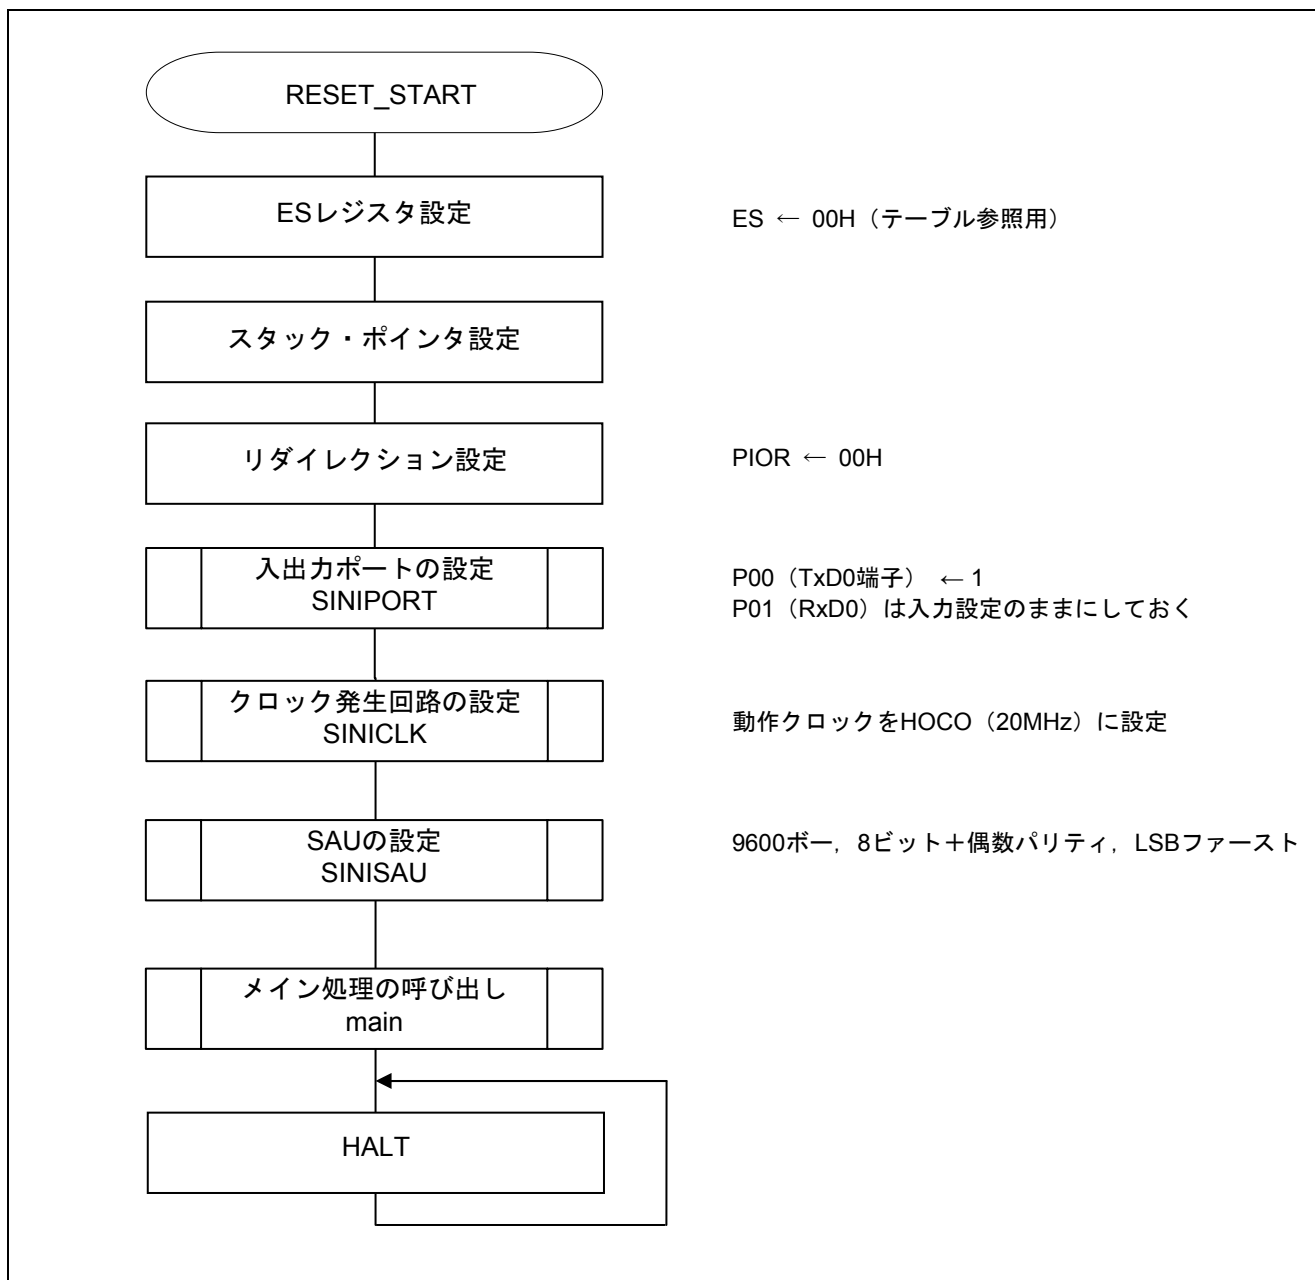 RESET_START
ESレジスタ設定
ES ← 00H（テーブル参照用）
スタック・ポインタ設定
リダイレクション設定
PIOR ← 00H
入出力ポートの設定
SINIPORT
P00（TxD0端子） ← 1
P01（RxD0）は入力設定のままにしておく
クロック発生回路の設定
SINICLK
動作クロックをHOCO（20MHz）に設定
SAUの設定
SINISAU
9600ボー，8ビット＋偶数パリティ，LSBファースト
メイン処理の呼び出し
main
HALT